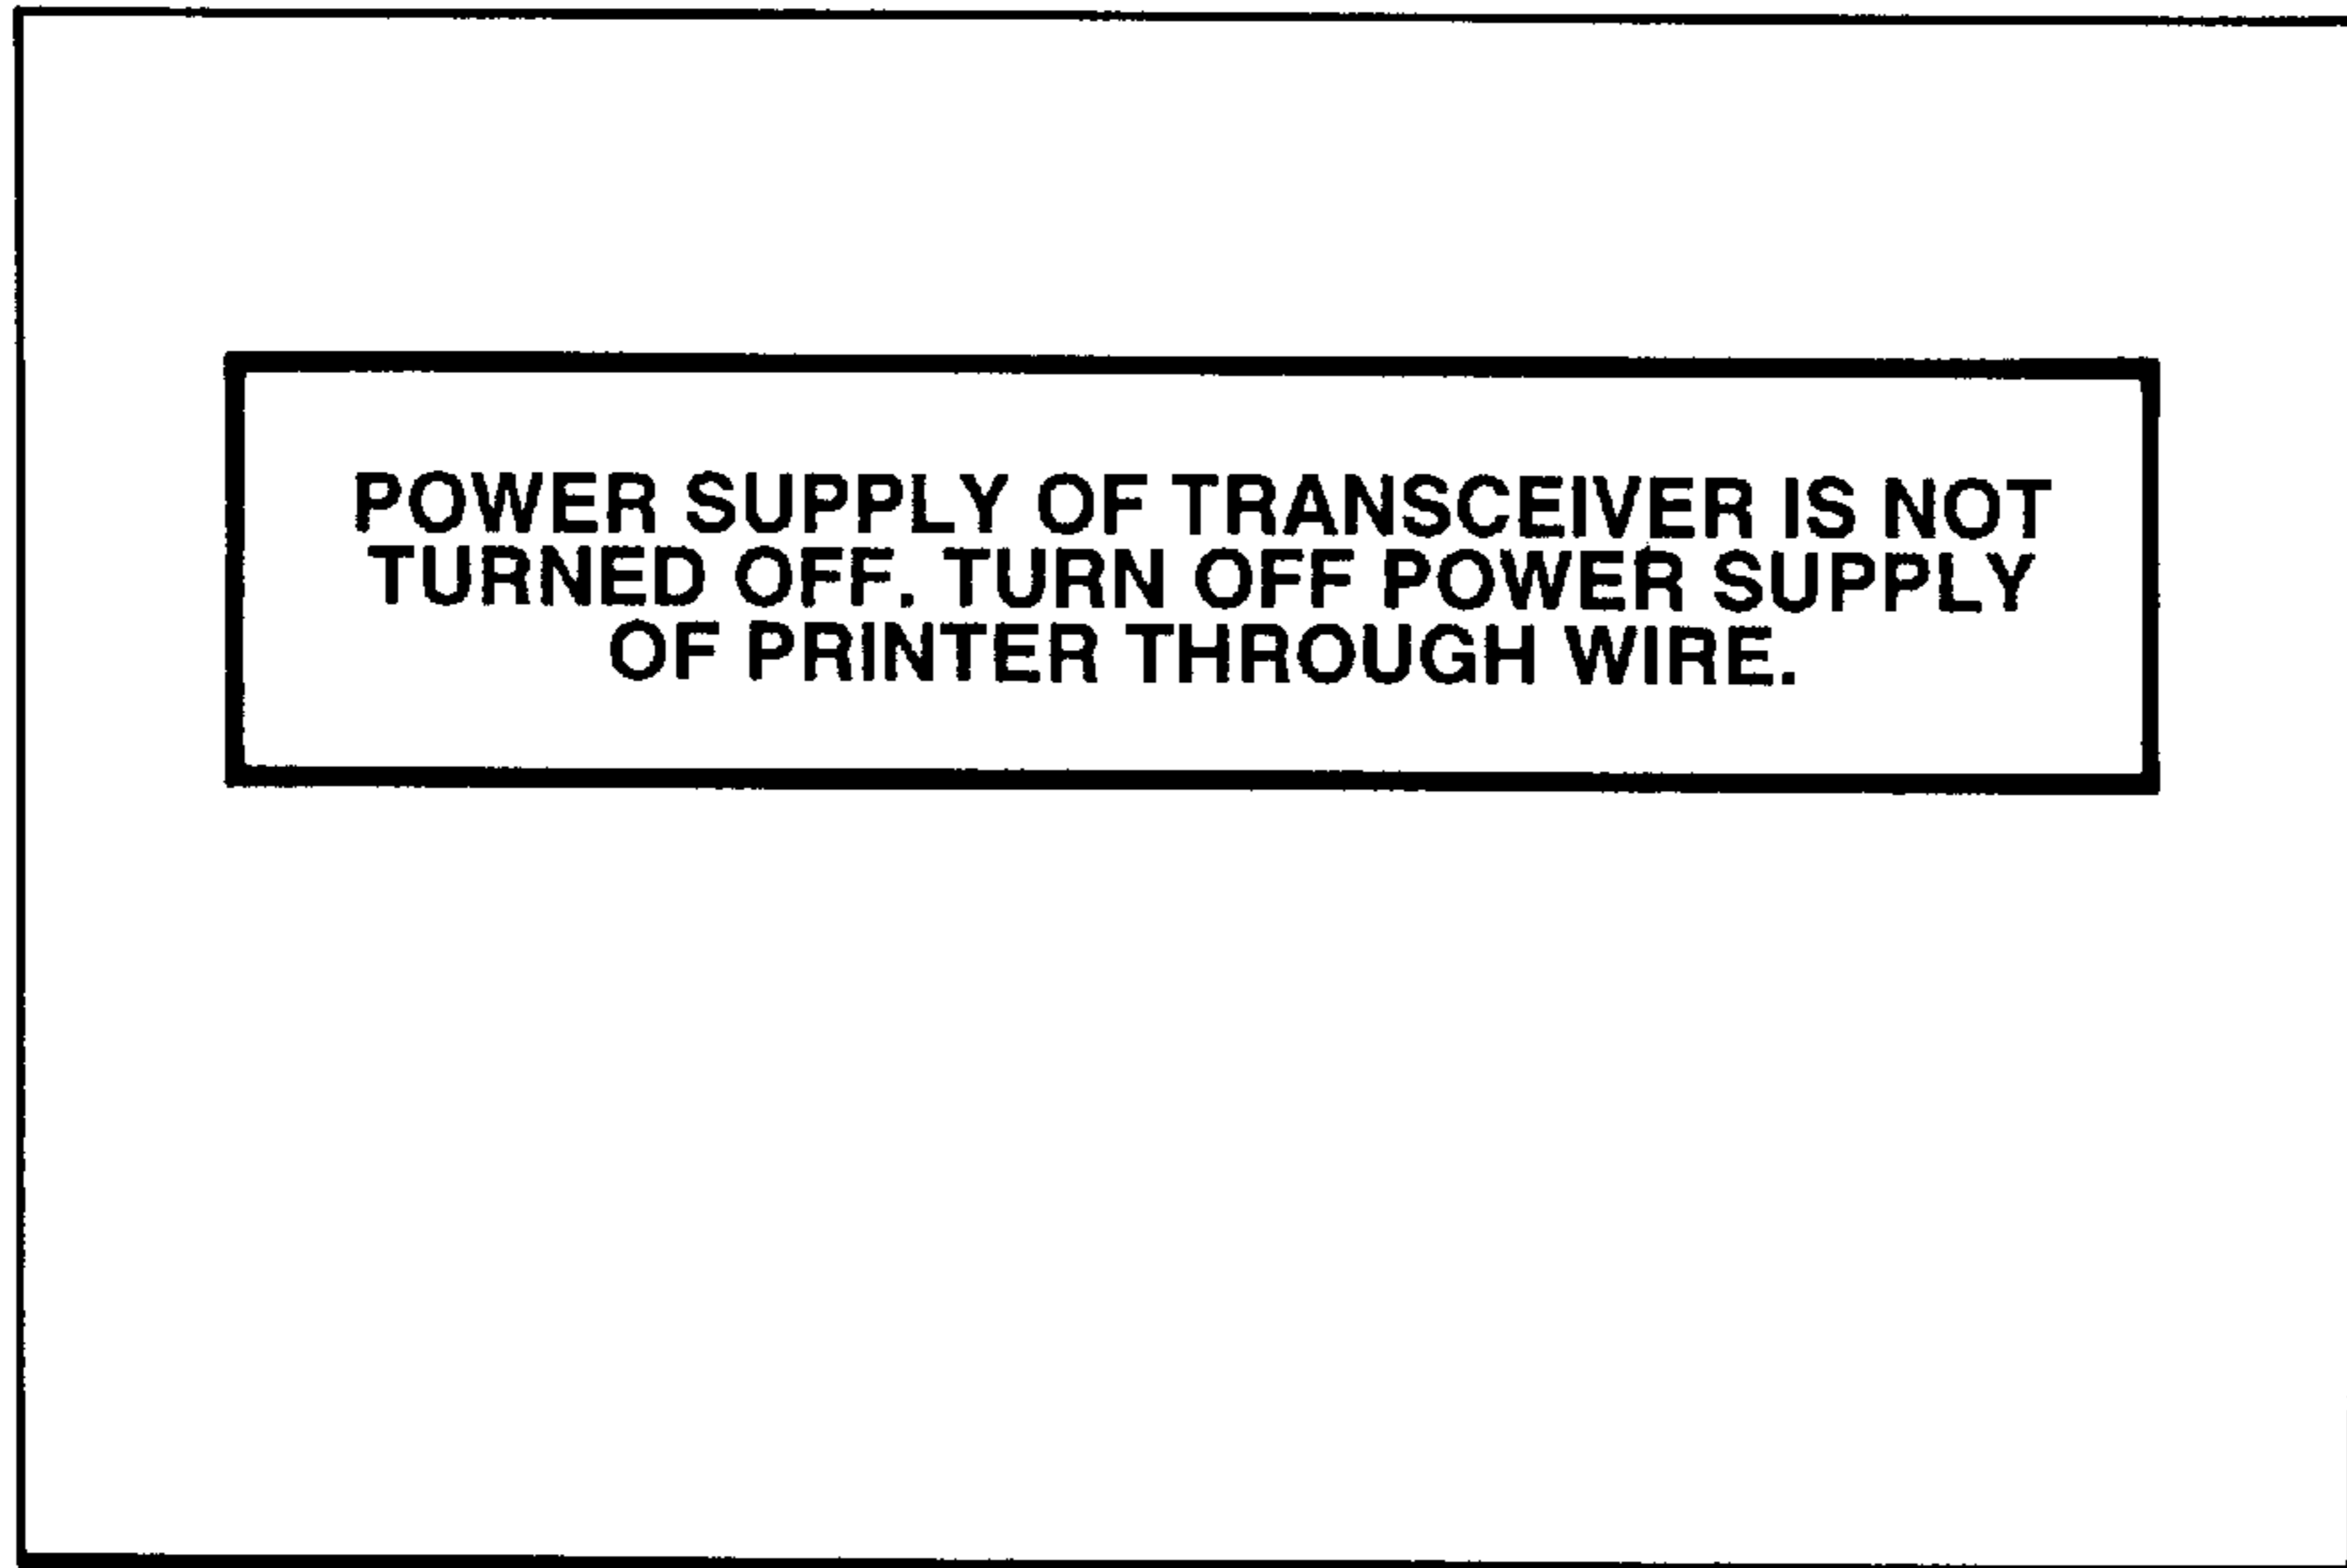 POWER SUPPLY OF TRANSCEIVER IS NOT
TURNED OFF. TURN OFF POWER SUPPLY
OF PRINTER THROUGH WIRE.